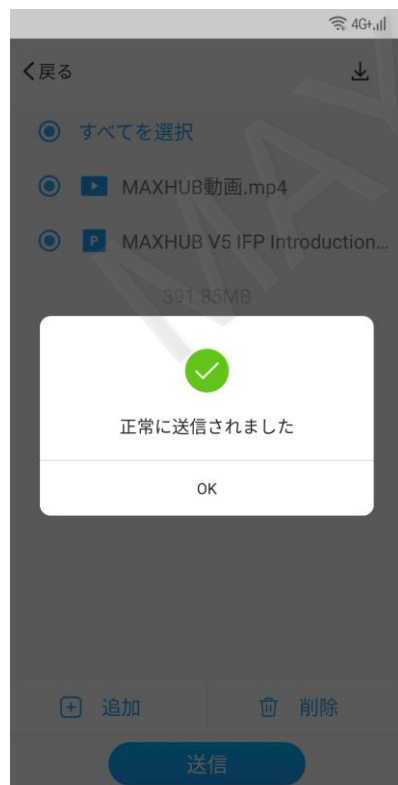 4G+
戻る
すべてを選択
MAXHUB動画.mp4
P MAXHUB V5 IFP Introduction...
391.85MB
正常に送信されました
OK
追加 削除
送信